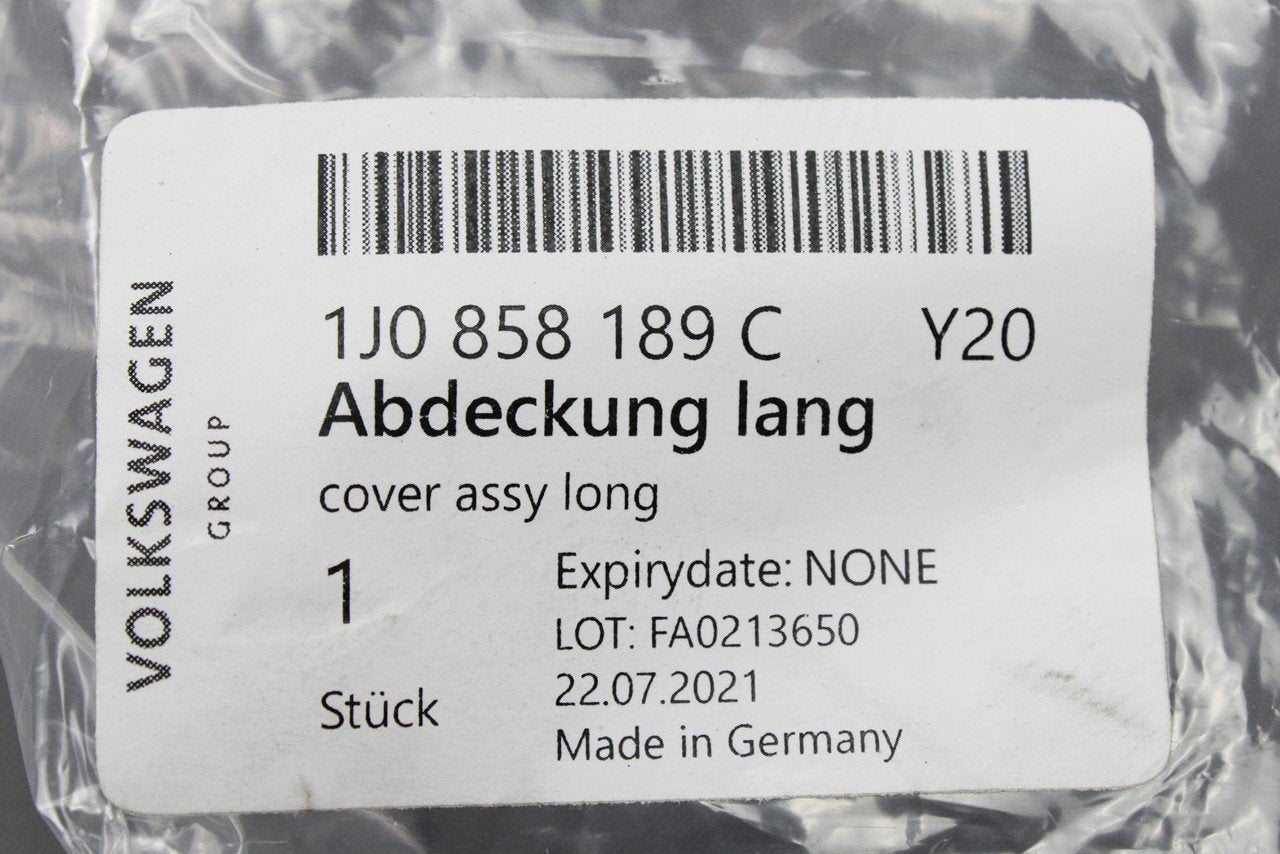 VOLKSWAGEN
GROUP
1J0 858 189 C Y20
Abdeckung lang
cover assy long
1
Stück
Expirydate: NONE
LOT: FA0213650
22.07.2021
Made in Germany